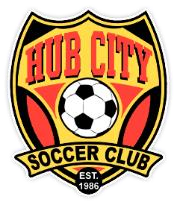 HUB CITY
SOCCER CLUB
EST.
1986